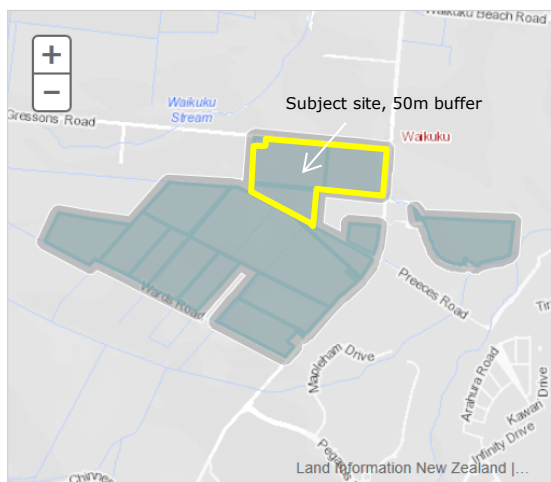 Waikuku Beach Road
+
−
Waikuku
Stream
Subject site, 50m buffer
Gressons Road
Waikuku
Preeces Road
Wards Road
Mapleham Drive
Arahura Road
Kawari Drive
Infinity Drive
Land Information New Zealand |...